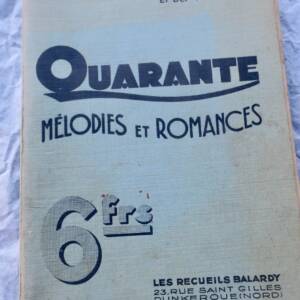 QUARANTE
MÉLODIES ET ROMANCES
6 frs
LES RECUEILS BALARDY
23, RUE SAINT GILLES
DUNKERQUE (NORD)